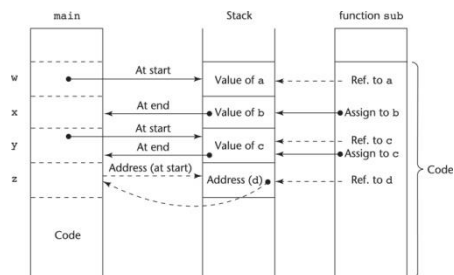 main Stack function sub
w At start Value of a Ref. to a
x At end Value of b Assign to b
At start Ref. to c
y At end Value of c Assign to c
Address (at start)
z Address (d) Ref. to d
Code
Code